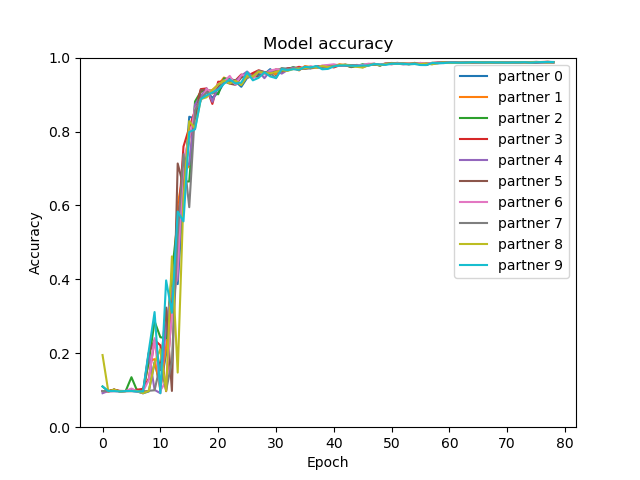 Model accuracy
1.0
0.8
0.6
0.4
0.2
0.0
Accuracy
0 10 20 30 40 50 60 70 80
Epoch
partner 0
partner 1
partner 2
partner 3
partner 4
partner 5
partner 6
partner 7
partner 8
partner 9